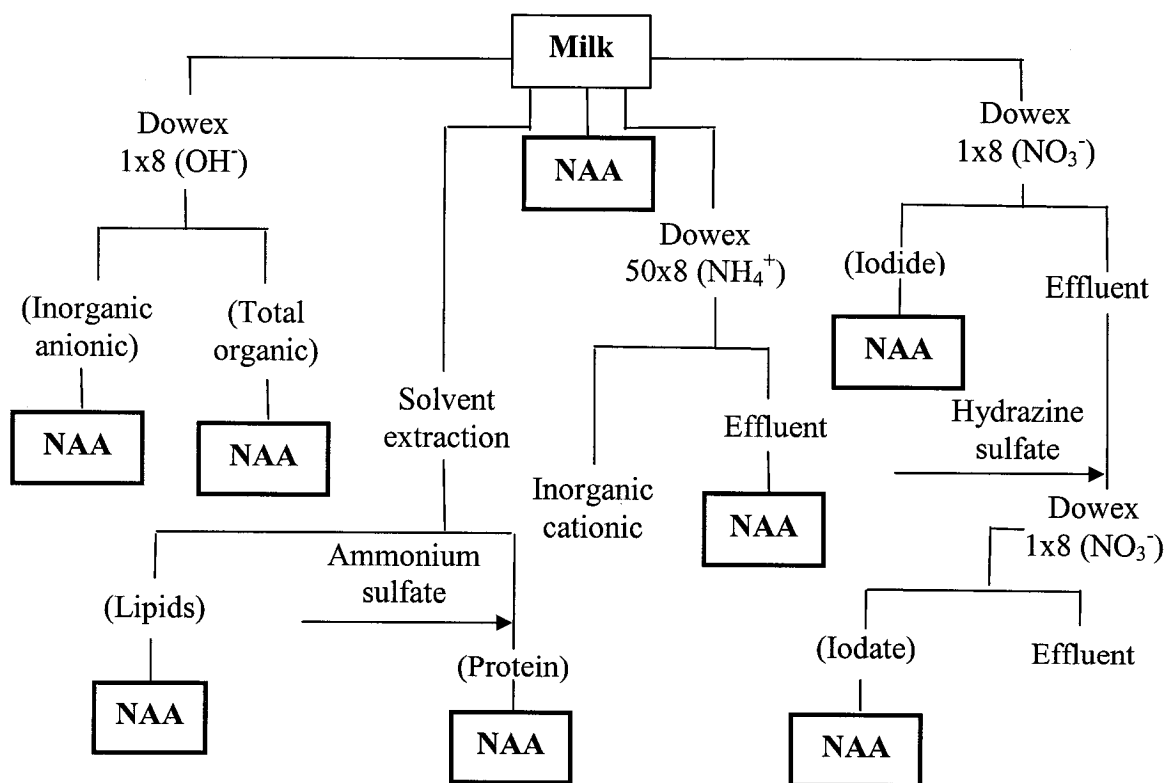 Milk
Dowex
1x8 (OH⁻)
NAA
Dowex
1x8 (NO₃⁻)
Dowex
50x8 (NH₄⁺)
(Iodide)
Effluent
(Inorganic
anionic)
(Total
organic)
NAA
Solvent
extraction
Effluent
Hydrazine
sulfate
NAA
NAA
Inorganic
cationic
NAA
Dowex
1x8 (NO₃⁻)
Ammonium
sulfate
(Lipids)
(Protein)
(Iodate)
Effluent
NAA
NAA
NAA